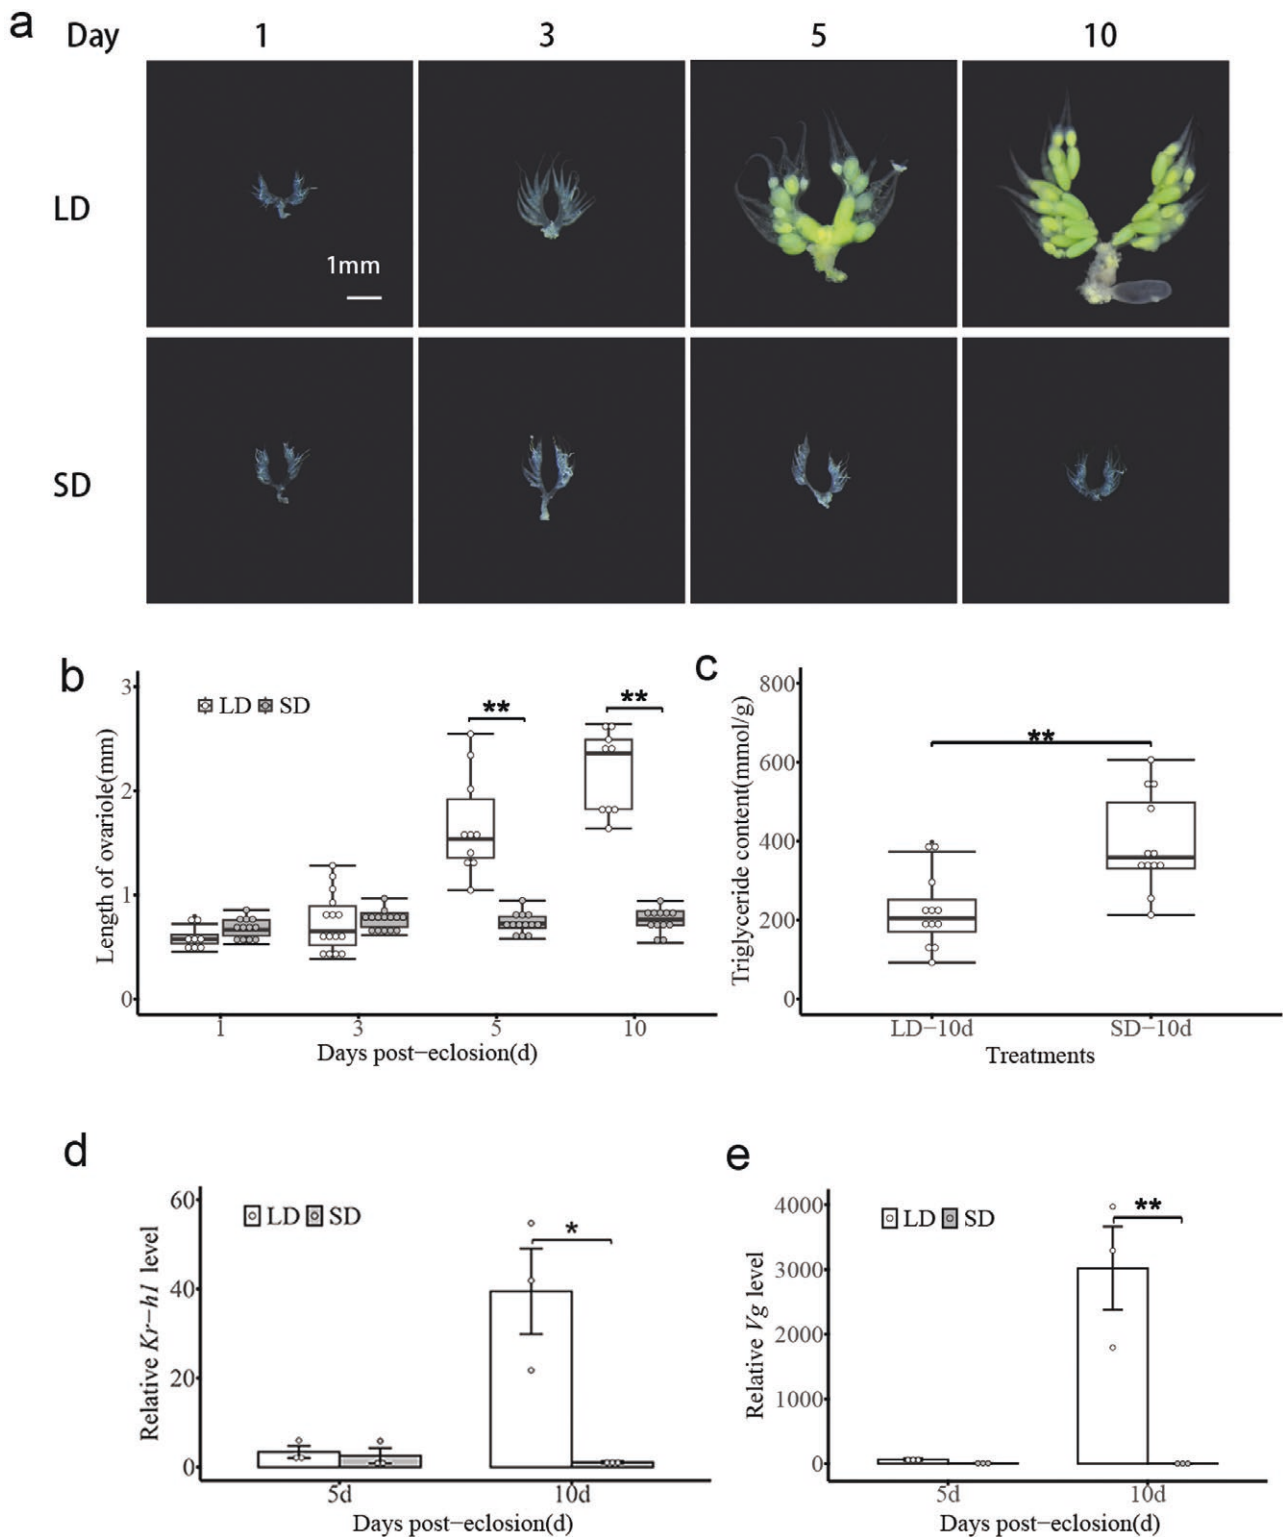 a Day 1 3 5 10
LD
1mm
SD
b
3
2
1
0
Length of ovariole(mm)
LD SD
**
**
1 3 5 10
Days post−eclosion(d)
c
800
600
400
200
0
Triglyceride content(mmol/g)
**
LD−10d SD−10d
Treatments
d
60
40
20
0
Relative Kr−h1 level
LD SD
*
5d 10d
Days post−eclosion(d)
e
4000
3000
2000
1000
0
Relative Vg level
LD SD
**
5d 10d
Days post−eclosion(d)